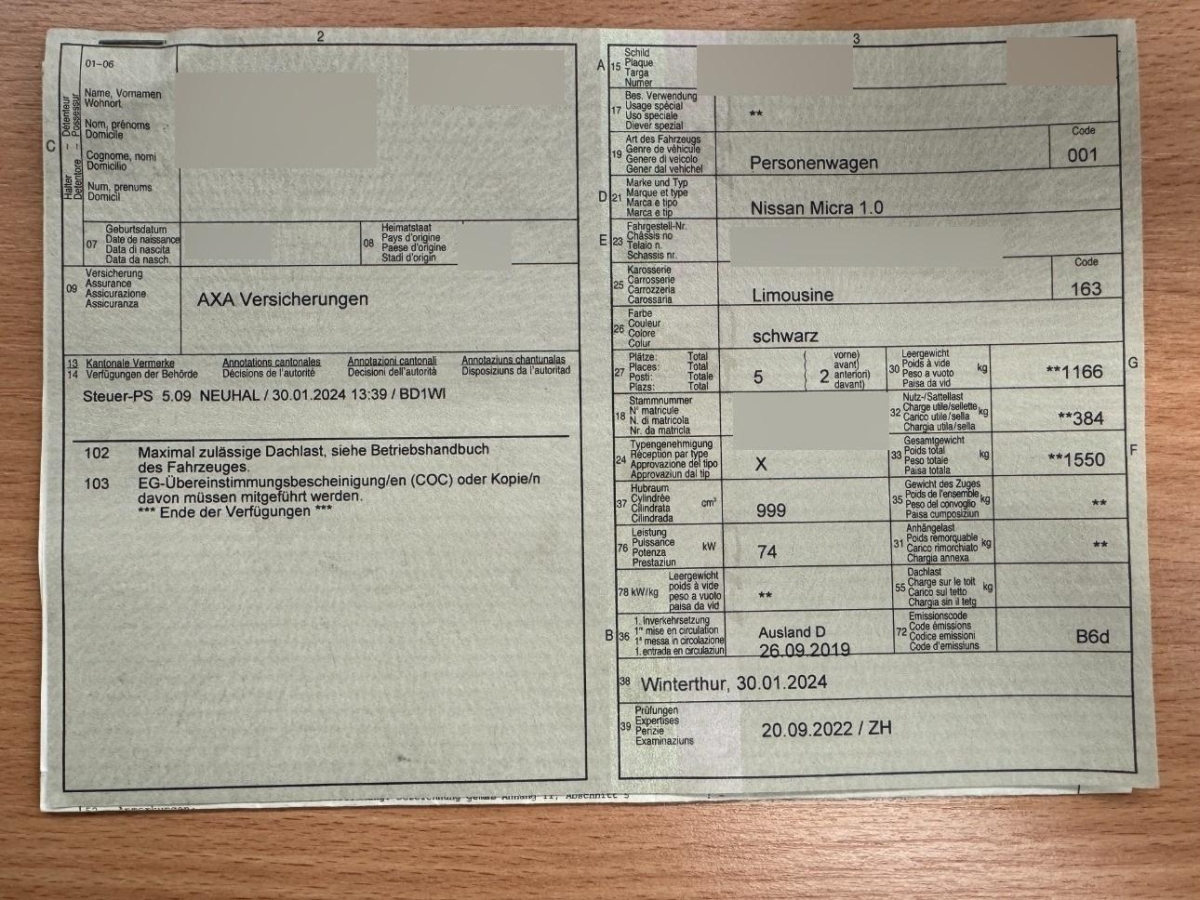 2
01-06
Halter – Détenteur
Detentore – Possessur
C
Name, Vornamen
Wohnort
Nom, prénoms
Domicile
Cognome, nomi
Domicilio
Num, prenums
Domicil
07
Geburtsdatum
Date de naissance
Data di nascita
Data da nasch.
08
Heimatstaat
Pays d'origine
Paese d'origine
Stadi d'origin
09
Versicherung
Assurance
Assicurazione
Assicuranza
AXA Versicherungen
13 Kantonale Vermerke Annotations cantonales Annotazioni cantonali Annotaziuns chantunalas
14 Verfügungen der Behörde Décisions de l'autorité Decisioni dell'autorità Disposiziuns da l'autoritad
Steuer-PS 5.09 NEUHAL / 30.01.2024 13:39 / BD1WI
102 Maximal zulässige Dachlast, siehe Betriebshandbuch
des Fahrzeuges.
103 EG-Übereinstimmungsbescheinigung/en (COC) oder Kopie/n
davon müssen mitgeführt werden.
*** Ende der Verfügungen ***
3
A 15
Schild
Plaque
Targa
Numer
17
Bes. Verwendung
Usage spécial
Uso speciale
Diever spezial
**
19
Art des Fahrzeugs
Genre de véhicule
Genere di veicolo
Gener dal vehichel
Personenwagen
Code
001
D 21
Marke und Typ
Marque et type
Marca e tipo
Marca e tip
Nissan Micra 1.0
E 23
Fahrgestell-Nr.
Châssis no
Telaio n.
Schassis nr.
25
Karosserie
Carrosserie
Carrozzeria
Carossaria
Limousine
Code
163
26
Farbe
Couleur
Colore
Colur
schwarz
27
Plätze: Total
Places: Total
Posti: Totale
Plazs: Total
5
2
vorne)
avant)
anteriori)
davant)
30
Leergewicht
Poids à vide
Peso a vuoto
Paisa da vid
kg
**1166
G
18
Stammnummer
N° matricule
N. di matricola
Nr. da matricla
32
Nutz-/Sattellast
Charge utile/sellette
Carico utile/sella
Chargia utila/sella
kg
**384
24
Typengenehmigung
Réception par type
Approvazione del tipo
Approvaziun dal tip
X
33
Gesamtgewicht
Poids total
Peso totale
Paisa totala
kg
**1550
F
37
Hubraum
Cylindrée
Cilindrata
Cilindrada
cm³
999
35
Gewicht des Zuges
Poids de l'ensemble
Peso del convoglio
Paisa cumposiziun
kg
**
76
Leistung
Puissance
Potenza
Prestaziun
kW
74
31
Anhängelast
Poids remorquable
Carico rimorchiato
Chargia annexa
kg
**
78 kW/kg
Leergewicht
poids à vide
peso a vuoto
paisa da vid
**
55
Dachlast
Charge sur le toit
Carico sul tetto
Chargia sin il tetg
kg
B 36
1. Inverkehrsetzung
1re mise en circulation
1a messa in circolazione
1. entrada en circulaziun
Ausland D
26.09.2019
72
Emissionscode
Code émissions
Codice emissioni
Code d'emissiuns
B6d
38 Winterthur, 30.01.2024
39
Prüfungen
Expertises
Perizie
Examinaziuns
20.09.2022 / ZH